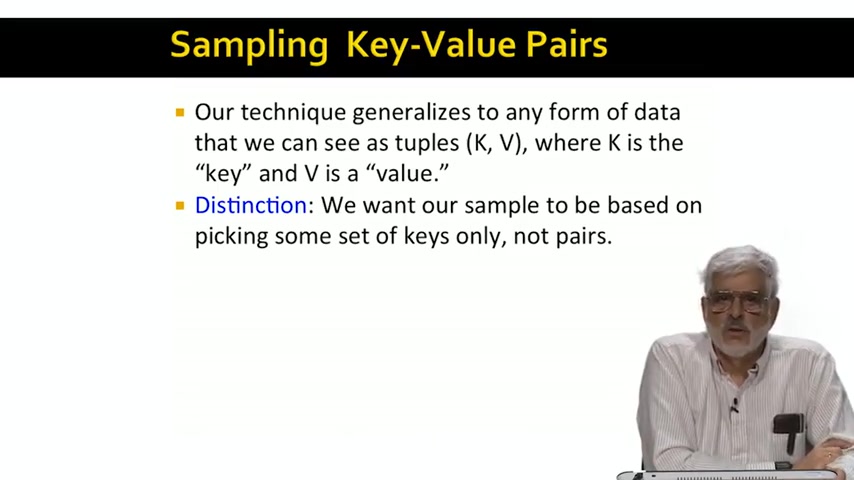 Sampling Key-Value Pairs
Our technique generalizes to any form of data
that we can see as tuples (K, V), where K is the
“key” and V is a “value.”
Distinction: We want our sample to be based on
picking some set of keys only, not pairs.